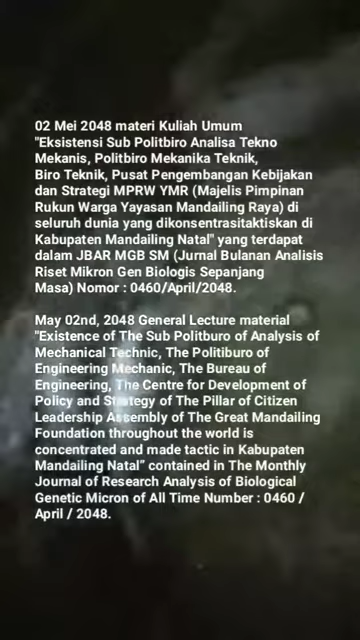 02 Mei 2048 materi Kuliah Umum
"Eksistensi Sub Politbiro Analisa Tekno
Mekanis, Politbiro Mekanika Teknik,
Biro Teknik, Pusat Pengembangan Kebijakan
dan Strategi MPRW YMR (Majelis Pimpinan
Rukun Warga Yayasan Mandailing Raya) di
seluruh dunia yang dikonsentrasitaktiskan di
Kabupaten Mandailing Natal" yang terdapat
dalam JBAR MGB SM (Jurnal Bulanan Analisis
Riset Mikron Gen Biologis Sepanjang
Masa) Nomor : 0460/April/2048.
May 02nd, 2048 General Lecture material
"Existence of The Sub Politburo of Analysis of
Mechanical Technic, The Politiburo of
Engineering Mechanic, The Bureau of
Engineering, The Centre for Development of
Policy and Strategy of The Pillar of Citizen
Leadership Assembly of The Great Mandailing
Foundation throughout the world is
concentrated and made tactic in Kabupaten
Mandailing Natal" contained in The Monthly
Journal of Research Analysis of Biological
Genetic Micron of All Time Number : 0460 /
April / 2048.